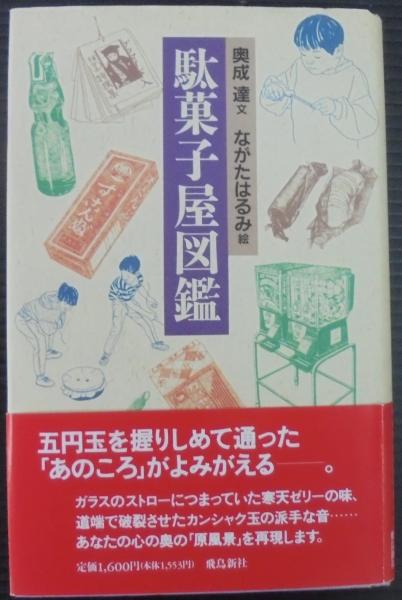 駄菓子屋図鑑
奥成 達 文 ながたはるみ 絵
五円玉を握りしめて通った
「あのころ」がよみがえる――。
ガラスのストローにつまっていた寒天ゼリーの味、
道端で破裂させたカンシャク玉の派手な音……
あなたの心の奥の「原風景」を再現します。
定価1,600円(本体1,553円) 飛鳥新社